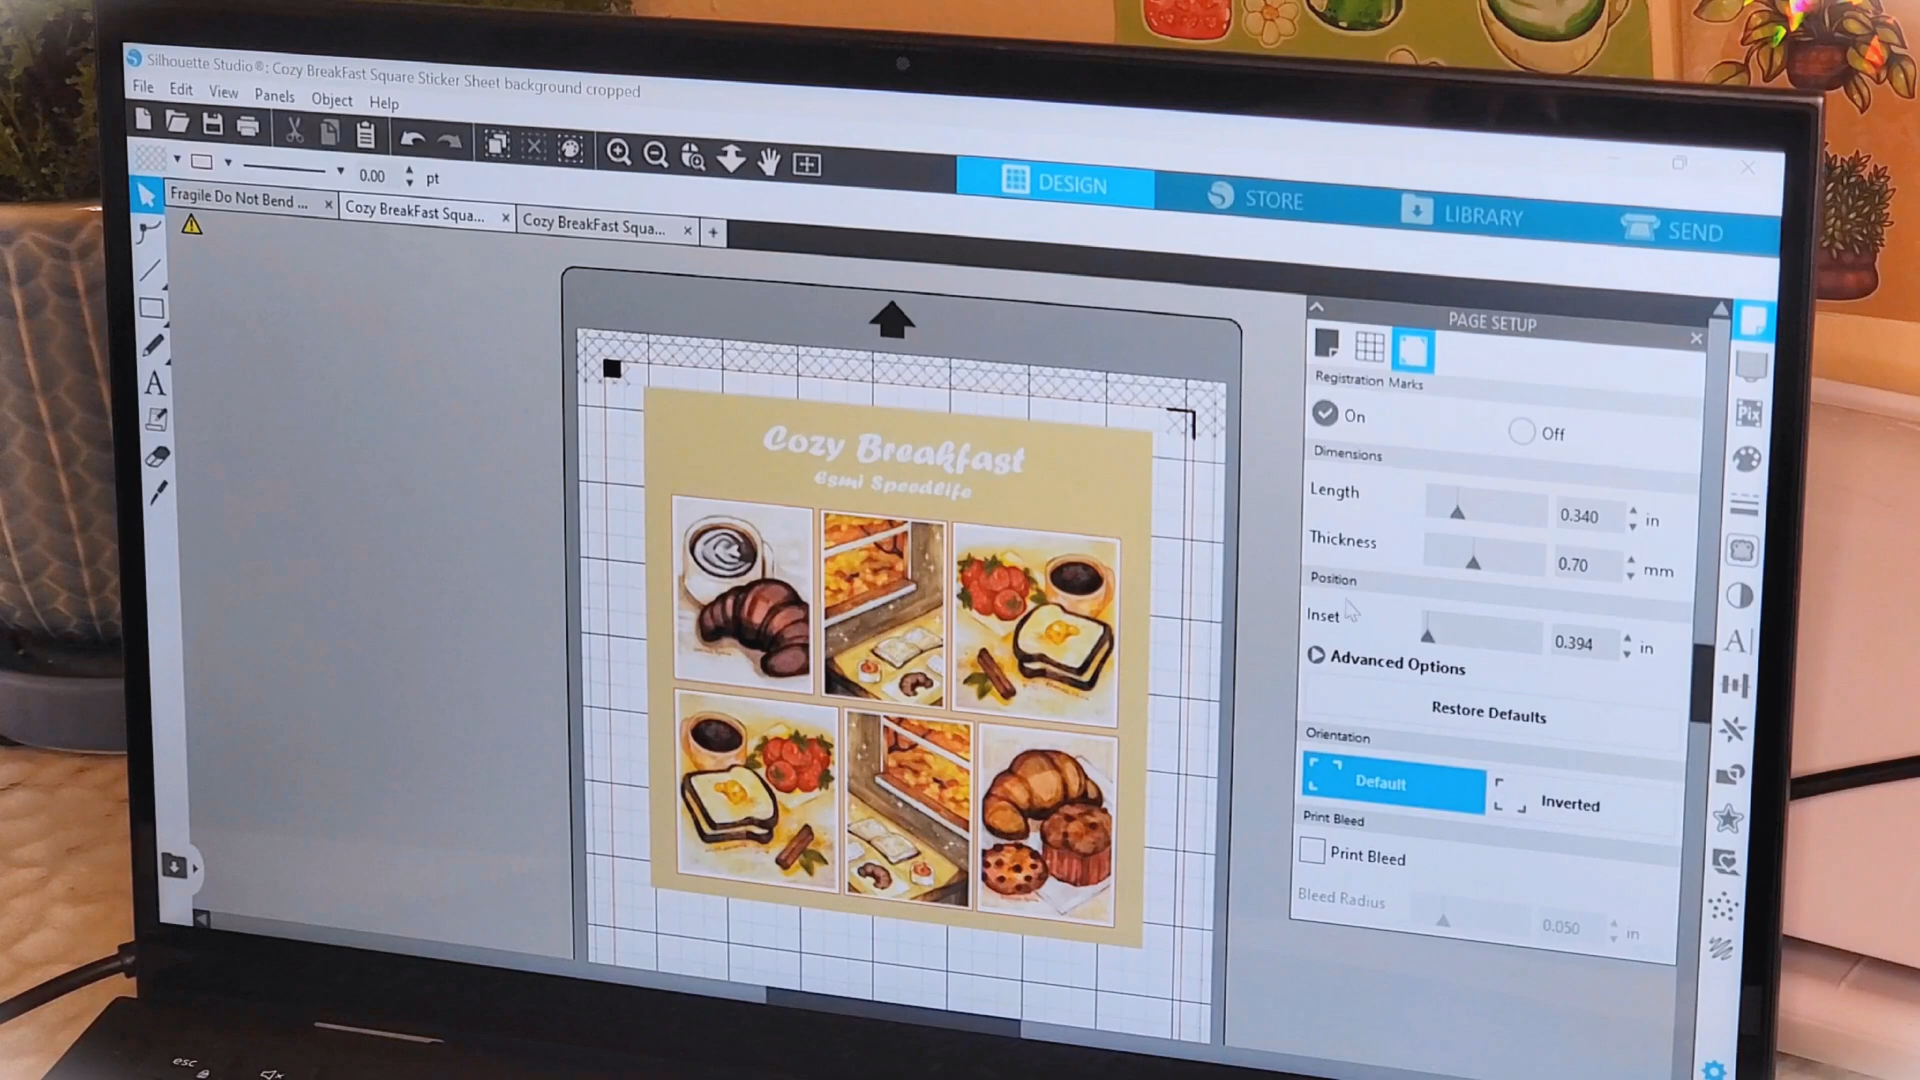 Silhouette Studio®: Cozy BreakFast Square Sticker Sheet background cropped
File Edit View Panels Object Help
0.00 pt
DESIGN
STORE
LIBRARY
SEND
Fragile Do Not Bend ...
Cozy BreakFast Squa...
Cozy BreakFast Squa...
PAGE SETUP
Registration Marks
On
Off
Dimensions
Length 0.340 in
Thickness 0.70 mm
Position
Inset 0.394 in
Advanced Options
Restore Defaults
Orientation
Default
Inverted
Print Bleed
Print Bleed
Bleed Radius 0.050 in
Pix
Cozy Breakfast
Esmi Speedlife
esc